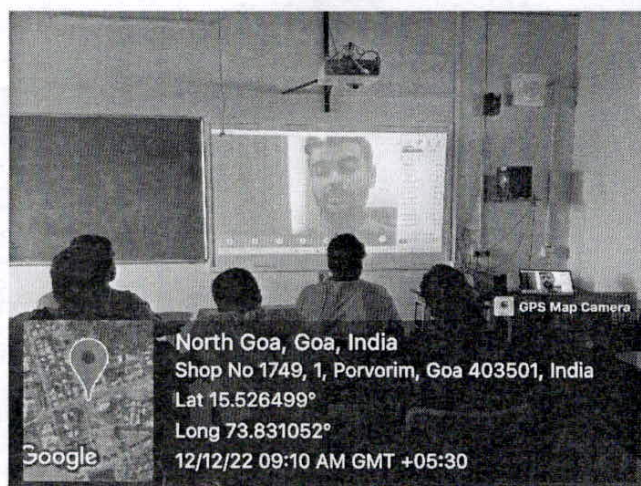 GPS Map Camera
North Goa, Goa, India
Shop No 1749, 1, Porvorim, Goa 403501, India
Lat 15.526499°
Long 73.831052°
Google
12/12/22 09:10 AM GMT +05:30